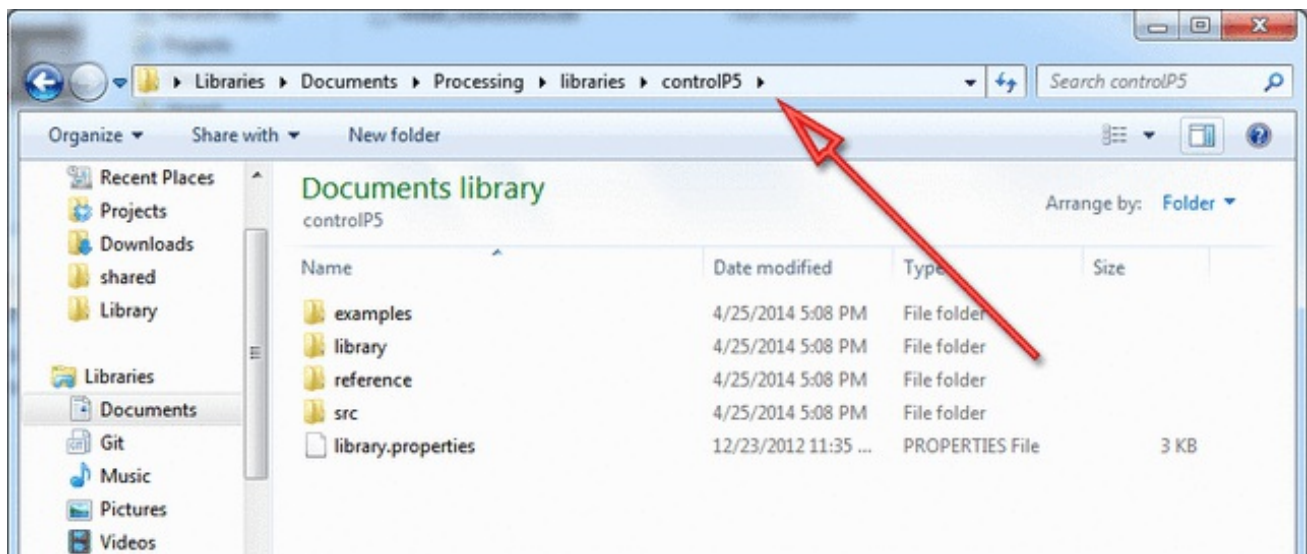 Libraries Documents Processing libraries controlP5 Search controlP5
Organize Share with New folder
Recent Places
Projects
Downloads
shared
Library
Libraries
Documents
Git
Music
Pictures
Videos
Documents library
controlP5
Arrange by: Folder
Name Date modified Type Size
examples 4/25/2014 5:08 PM File folder
library 4/25/2014 5:08 PM File folder
reference 4/25/2014 5:08 PM File folder
src 4/25/2014 5:08 PM File folder
library.properties 12/23/2012 11:35 ... PROPERTIES File 3 KB